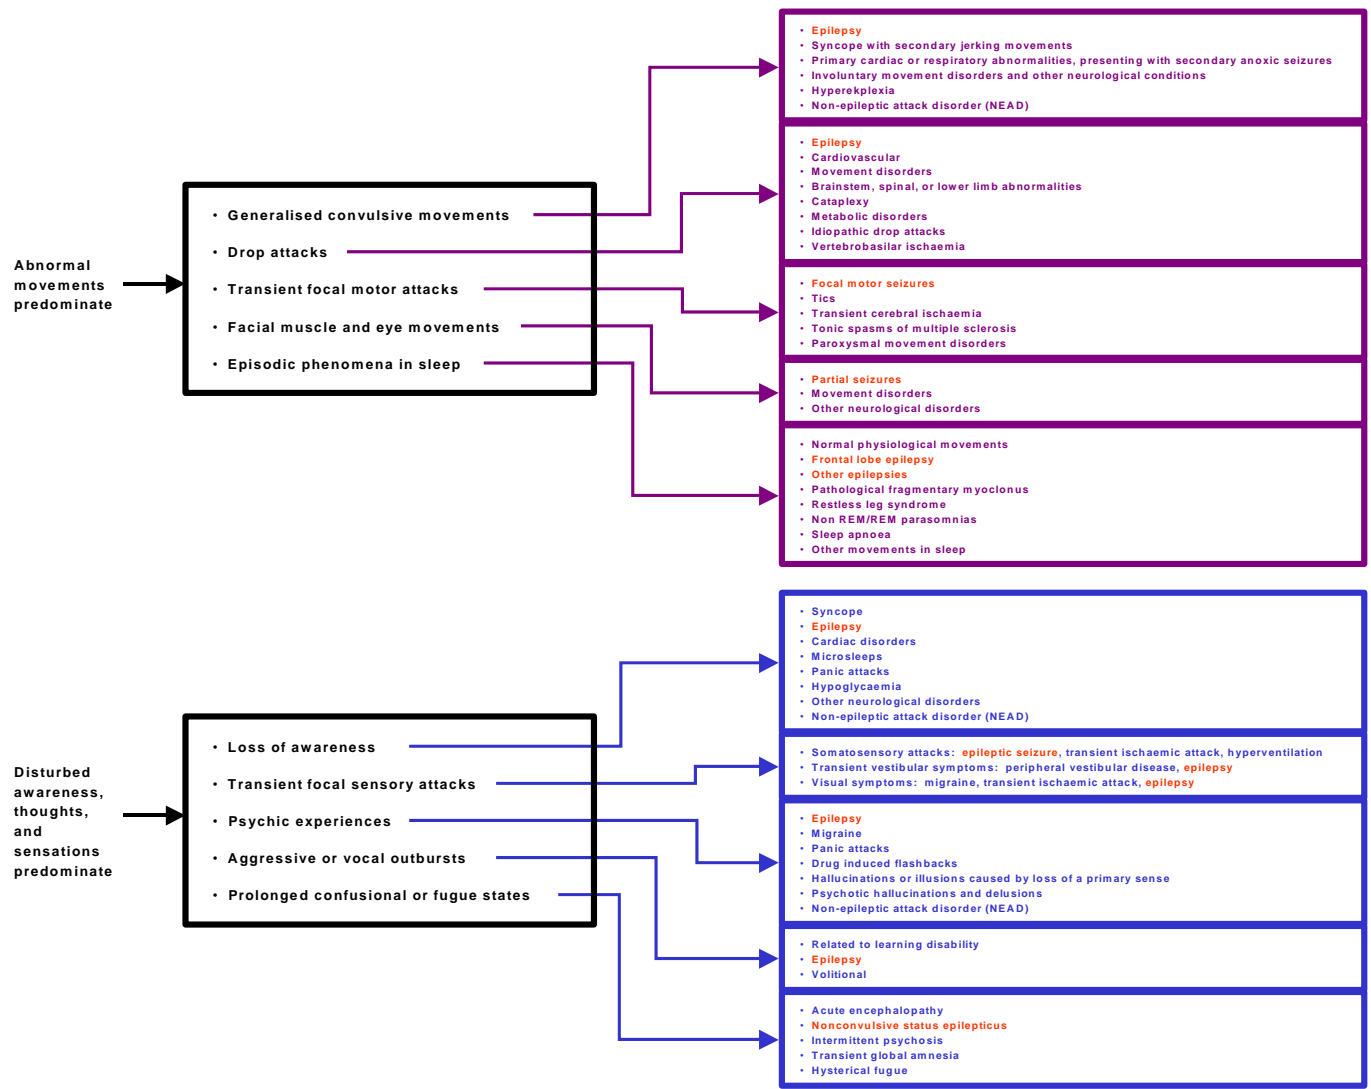 Abnormal
movements
predominate
• Generalised convulsive movements
• Drop attacks
• Transient focal motor attacks
• Facial muscle and eye movements
• Episodic phenomena in sleep
• Epilepsy
• Syncope with secondary jerking movements
• Primary cardiac or respiratory abnormalities, presenting with secondary anoxic seizures
• Involuntary movement disorders and other neurological conditions
• Hyperekplexia
• Non-epileptic attack disorder (NEAD)
• Epilepsy
• Cardiovascular
• Movement disorders
• Brainstem, spinal, or lower limb abnormalities
• Cataplexy
• Metabolic disorders
• Idiopathic drop attacks
• Vertebrobasilar ischaemia
• Focal motor seizures
• Tics
• Transient cerebral ischaemia
• Tonic spasms of multiple sclerosis
• Paroxysmal movement disorders
• Partial seizures
• Movement disorders
• Other neurological disorders
• Normal physiological movements
• Frontal lobe epilepsy
• Other epilepsies
• Pathological fragmentary myoclonus
• Restless leg syndrome
• Non REM/REM parasomnias
• Sleep apnoea
• Other movements in sleep
Disturbed
awareness,
thoughts,
and
sensations
predominate
• Loss of awareness
• Transient focal sensory attacks
• Psychic experiences
• Aggressive or vocal outbursts
• Prolonged confusional or fugue states
• Syncope
• Epilepsy
• Cardiac disorders
• Microsleeps
• Panic attacks
• Hypoglycaemia
• Other neurological disorders
• Non-epileptic attack disorder (NEAD)
• Somatosensory attacks: epileptic seizure, transient ischaemic attack, hyperventilation
• Transient vestibular symptoms: peripheral vestibular disease, epilepsy
• Visual symptoms: migraine, transient ischaemic attack, epilepsy
• Epilepsy
• Migraine
• Panic attacks
• Drug induced flashbacks
• Hallucinations or illusions caused by loss of a primary sense
• Psychotic hallucinations and delusions
• Non-epileptic attack disorder (NEAD)
• Related to learning disability
• Epilepsy
• Volitional
• Acute encephalopathy
• Nonconvulsive status epilepticus
• Intermittent psychosis
• Transient global amnesia
• Hysterical fugue